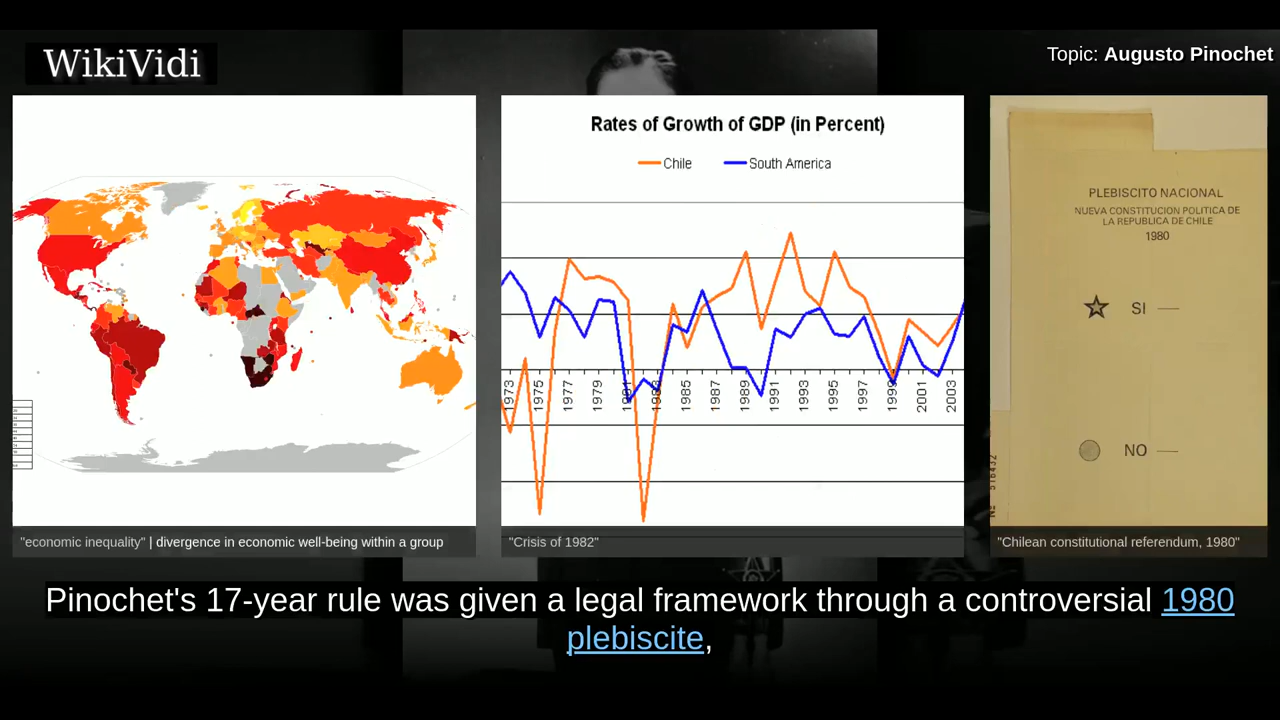 WikiVidi
Topic: Augusto Pinochet
Rates of Growth of GDP (in Percent)
Chile
South America
1973
1975
1977
1979
1981
1983
1985
1987
1989
1991
1993
1995
1997
1999
2001
2003
PLEBISCITO NACIONAL
NUEVA CONSTITUCION POLITICA DE
LA REPUBLICA DE CHILE
1980
SI
NO
"economic inequality" | divergence in economic well-being within a group
"Crisis of 1982"
"Chilean constitutional referendum, 1980"
Pinochet's 17-year rule was given a legal framework through a controversial 1980
plebiscite,